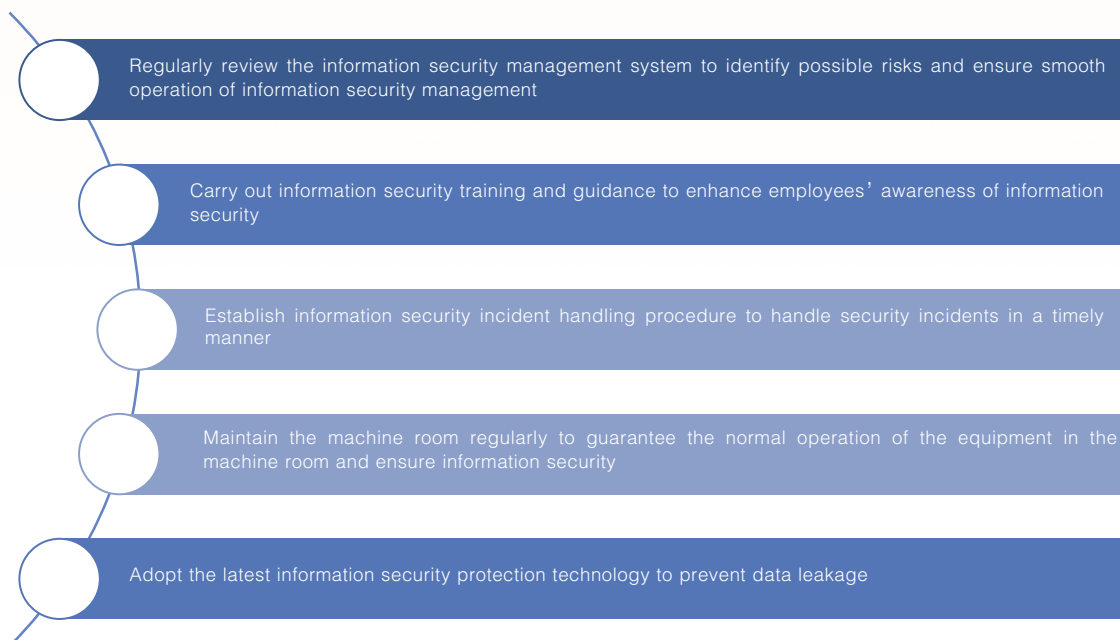 Regularly review the information security management system to identify possible risks and ensure smooth
operation of information security management
Carry out information security training and guidance to enhance employees’ awareness of information
security
Establish information security incident handling procedure to handle security incidents in a timely
manner
Maintain the machine room regularly to guarantee the normal operation of the equipment in the
machine room and ensure information security
Adopt the latest information security protection technology to prevent data leakage